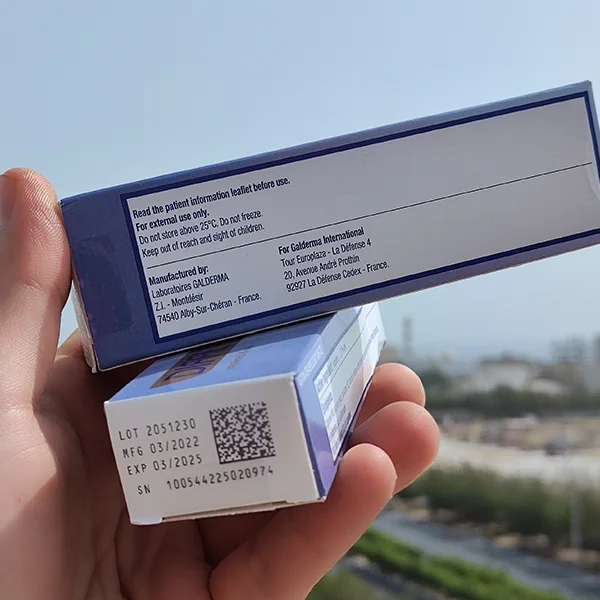 Read the patient information leaflet before use.
For external use only.
Do not store above 25°C. Do not freeze.
Keep out of reach and sight of children.
Manufactured by:
Laboratoires GALDERMA
Z.I. - Montdésir
74540 Alby-Sur-Chéran - France.
For Galderma International
Tour Europlaza - La Défense 4
20, Avenue André Prothin
92927 La Défense Cedex - France.
LOT 2051230
MFG 03/2022
EXP 03/2025
SN 100544225020974